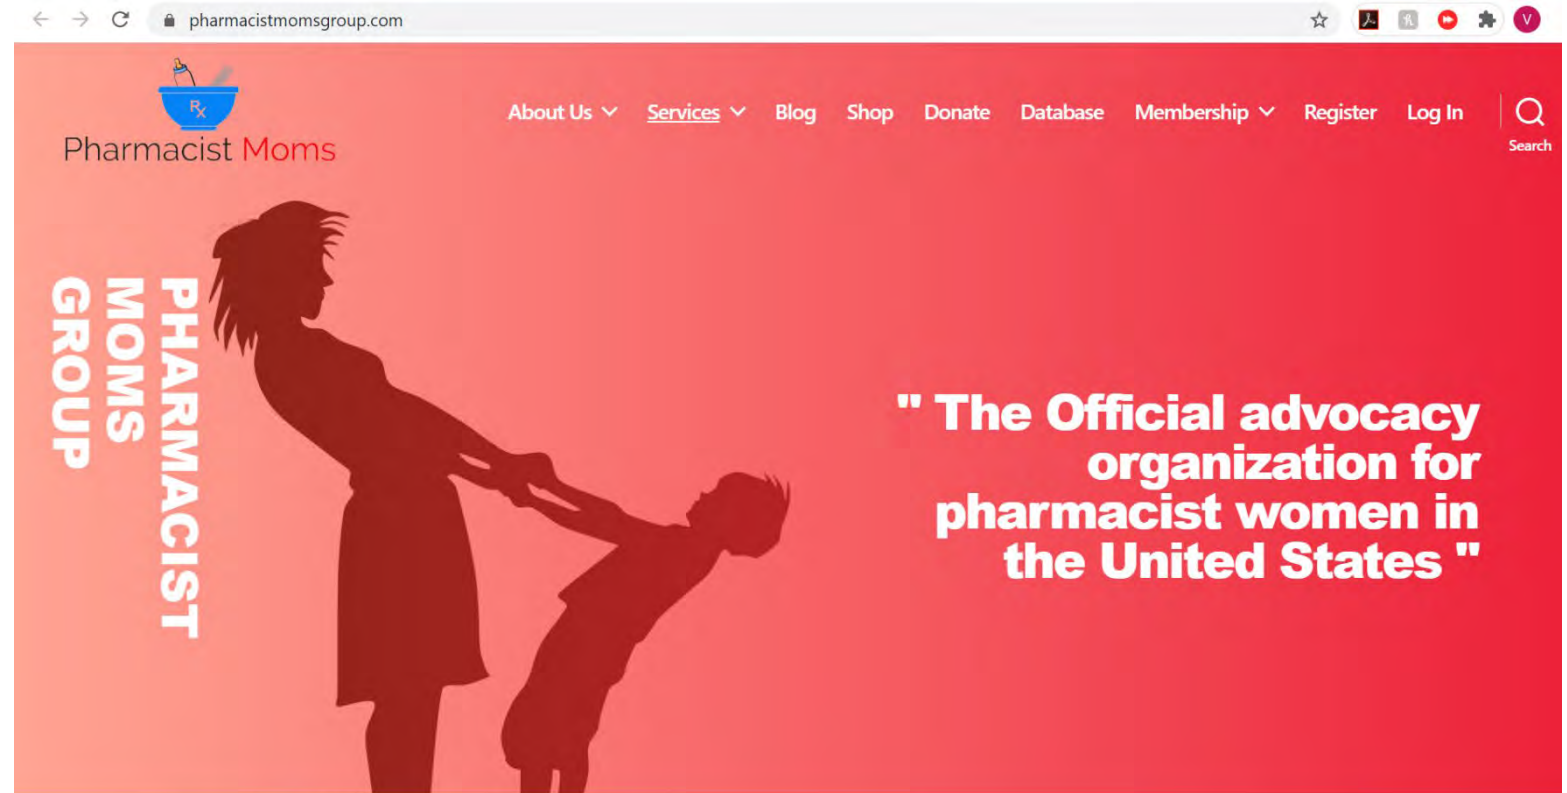 pharmacistmomsgroup.com
V
Rx
Pharmacist Moms
About Us Services Blog Shop Donate Database Membership Register Log In
Search
PHARMACIST
MOMS
GROUP
" The Official advocacy
organization for
pharmacist women in
the United States "